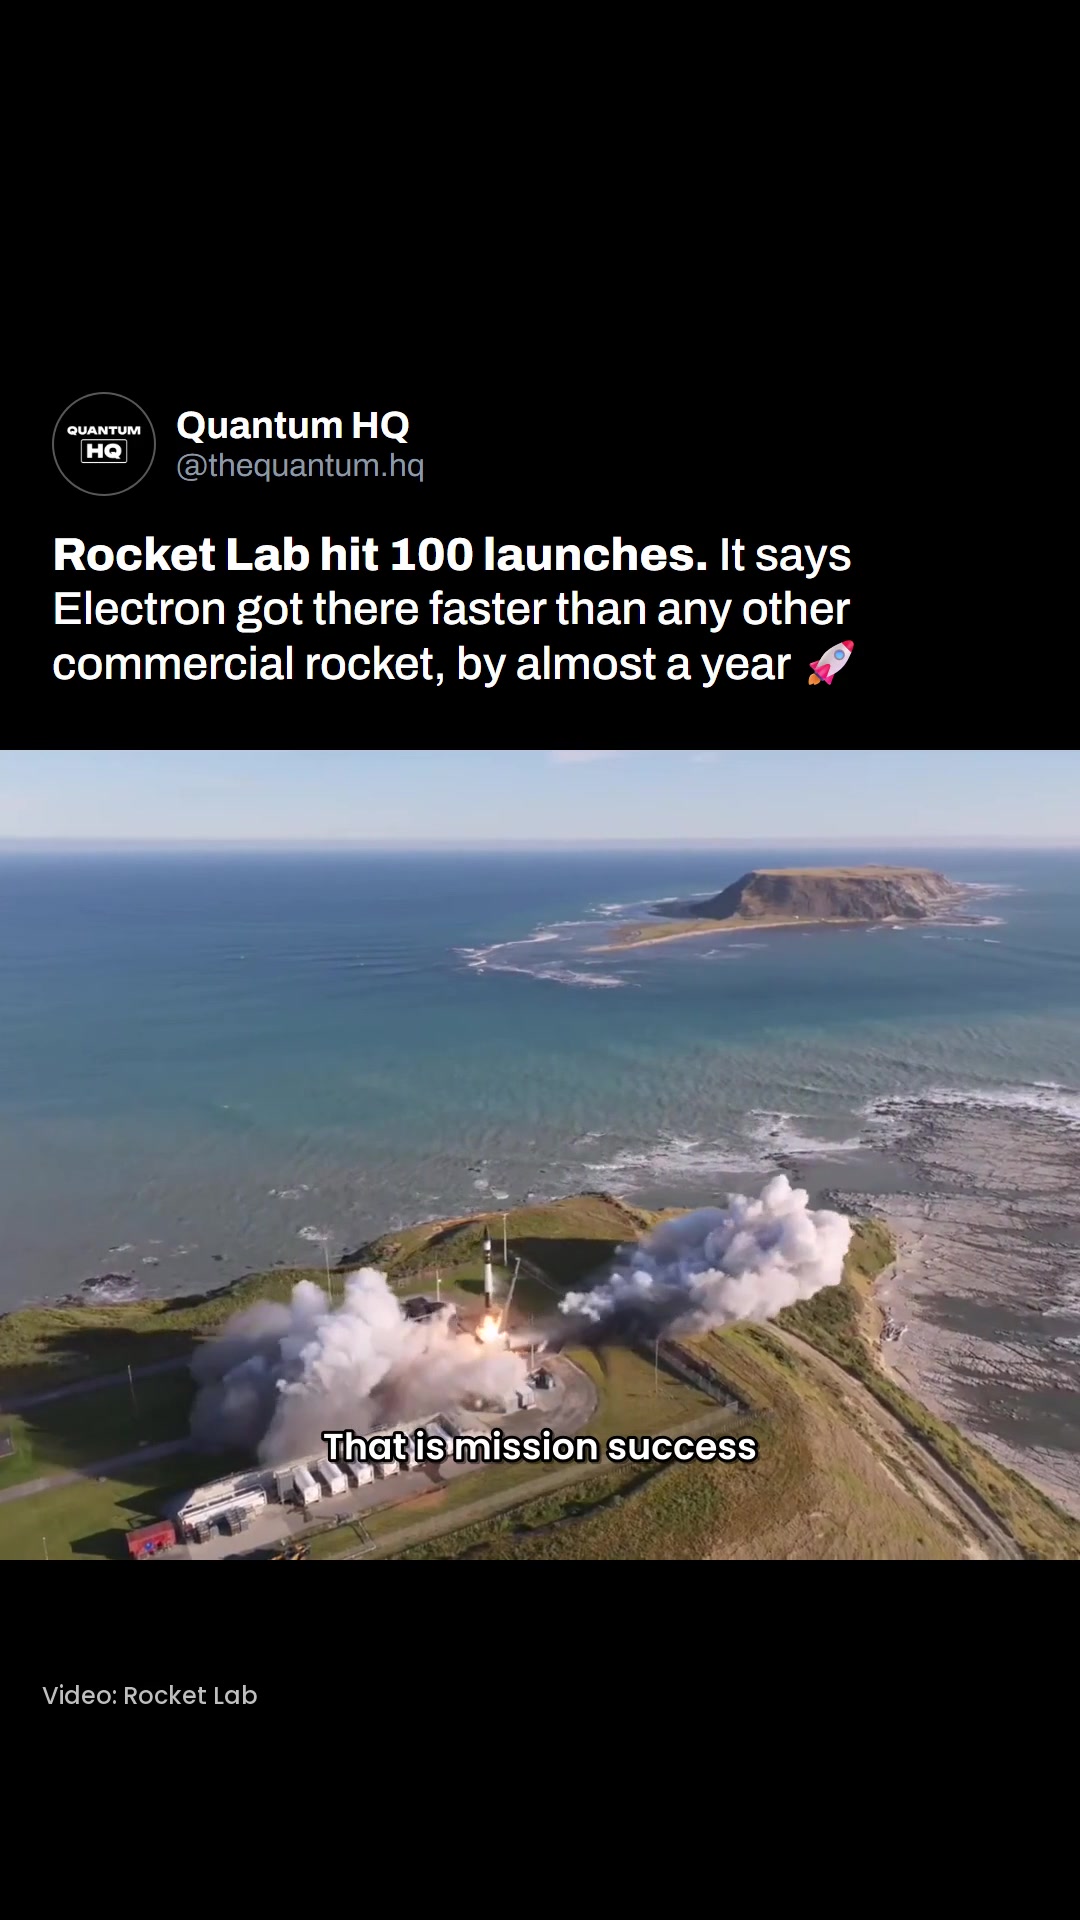 QUANTUM
HQ
Quantum HQ
@thequantum.hq
Rocket Lab hit 100 launches. It says
Electron got there faster than any other
commercial rocket, by almost a year 🚀
That is mission success
Video: Rocket Lab